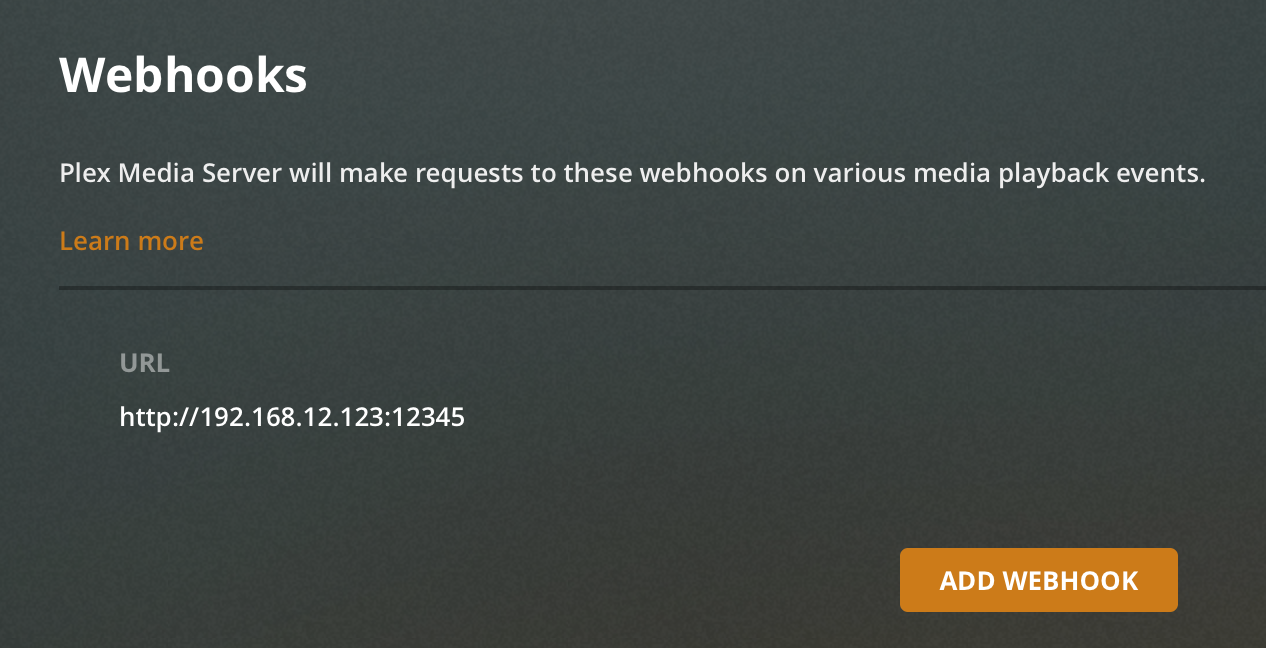 Webhooks
Plex Media Server will make requests to these webhooks on various media playback events.
Learn more
URL
http://192.168.12.123:12345
ADD WEBHOOK